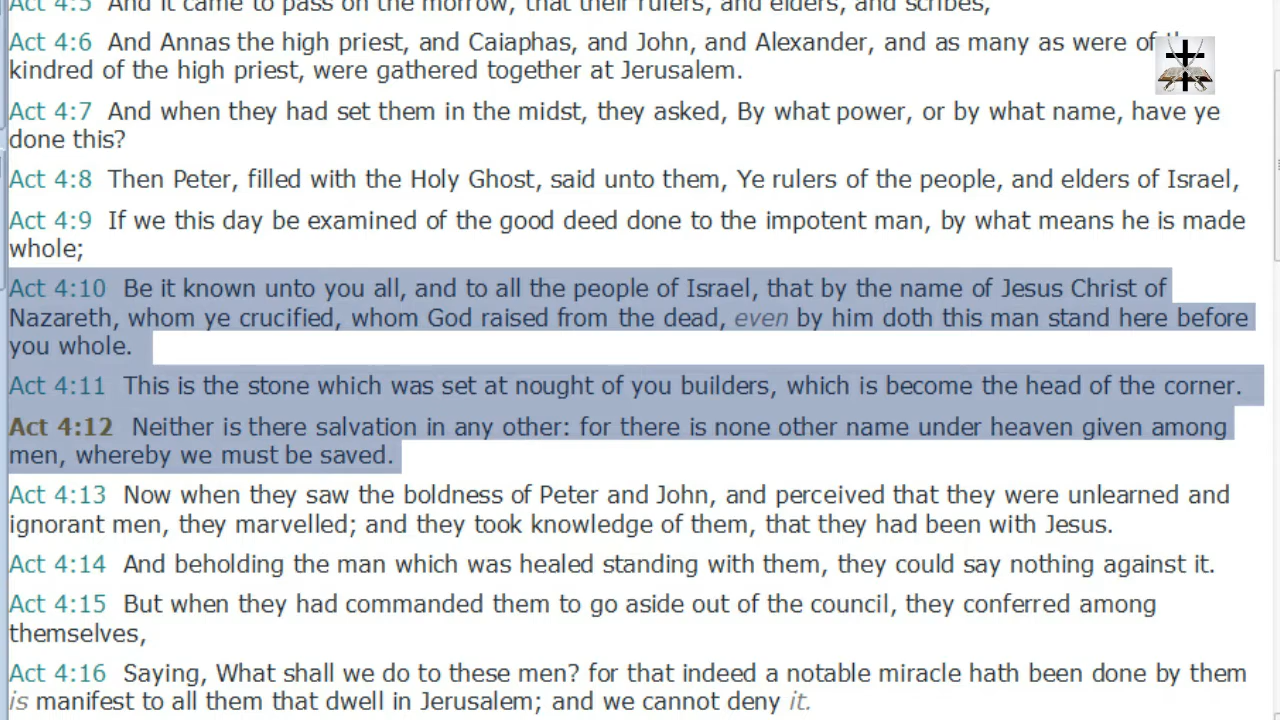 Act 4:5 And it came to pass on the morrow, that their rulers, and elders, and scribes,
Act 4:6 And Annas the high priest, and Caiaphas, and John, and Alexander, and as many as were of the
kindred of the high priest, were gathered together at Jerusalem.
Act 4:7 And when they had set them in the midst, they asked, By what power, or by what name, have ye
done this?
Act 4:8 Then Peter, filled with the Holy Ghost, said unto them, Ye rulers of the people, and elders of Israel,
Act 4:9 If we this day be examined of the good deed done to the impotent man, by what means he is made
whole;
Act 4:10 Be it known unto you all, and to all the people of Israel, that by the name of Jesus Christ of
Nazareth, whom ye crucified, whom God raised from the dead, even by him doth this man stand here before
you whole.
Act 4:11 This is the stone which was set at nought of you builders, which is become the head of the corner.
Act 4:12 Neither is there salvation in any other: for there is none other name under heaven given among
men, whereby we must be saved.
Act 4:13 Now when they saw the boldness of Peter and John, and perceived that they were unlearned and
ignorant men, they marvelled; and they took knowledge of them, that they had been with Jesus.
Act 4:14 And beholding the man which was healed standing with them, they could say nothing against it.
Act 4:15 But when they had commanded them to go aside out of the council, they conferred among
themselves,
Act 4:16 Saying, What shall we do to these men? for that indeed a notable miracle hath been done by them
is manifest to all them that dwell in Jerusalem; and we cannot deny it.